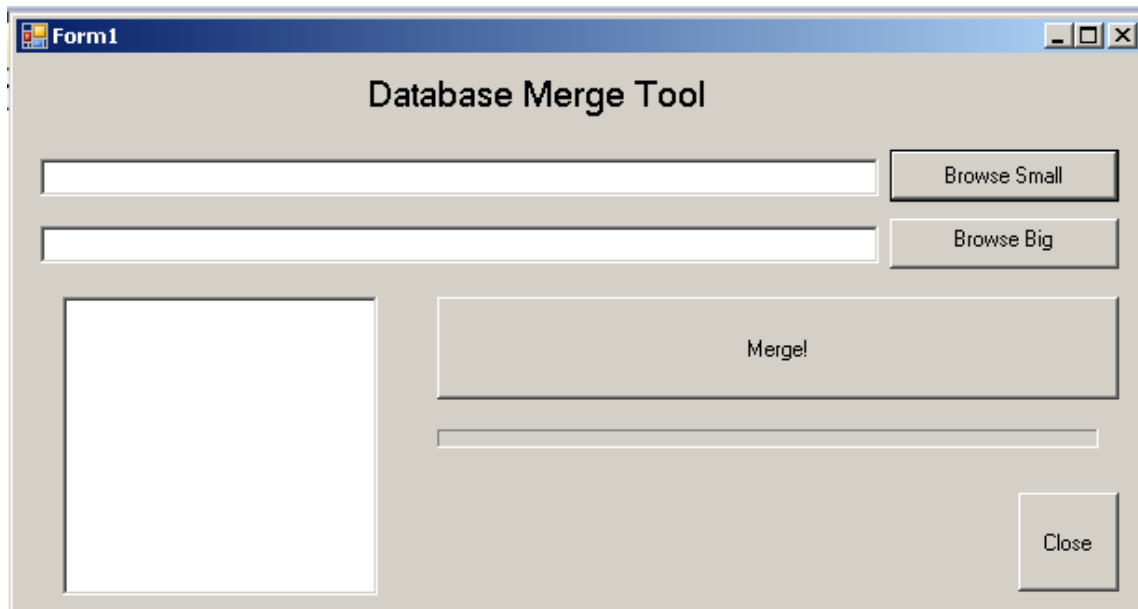 Form1
Database Merge Tool
Browse Small
Browse Big
Merge!
Close